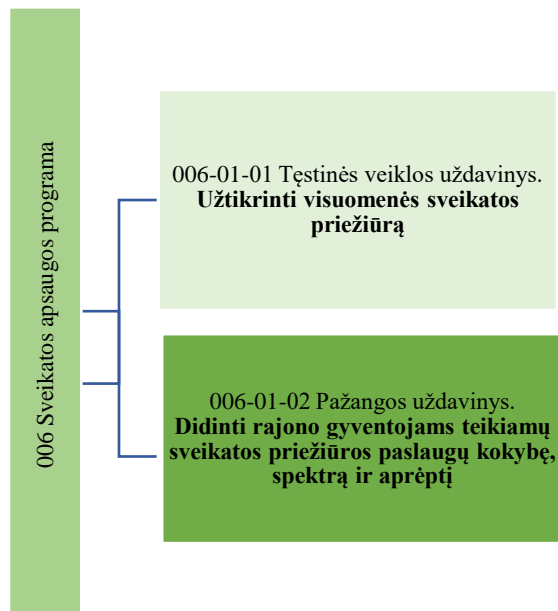 006 Sveikatos apsaugos programa
006-01-01 Tęstinės veiklos uždavinys.
Užtikrinti visuomenės sveikatos
priežiūrą
006-01-02 Pažangos uždavinys.
Didinti rajono gyventojams teikiamų
sveikatos priežiūros paslaugų kokybę,
spektrą ir aprėptį